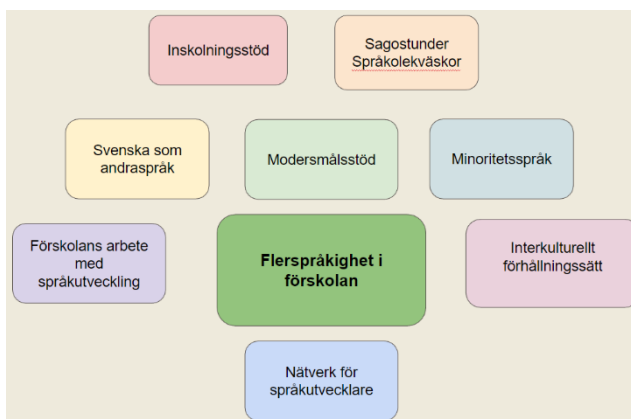 Inskolningsstöd
Sagostunder
Språkolekväskor
Svenska som
andraspråk
Modersmålsstöd
Minoritetsspråk
Förskolans arbete
med
språkutveckling
Flerspråkighet i
förskolan
Interkulturellt
förhållningssätt
Nätverk för
språkutvecklare